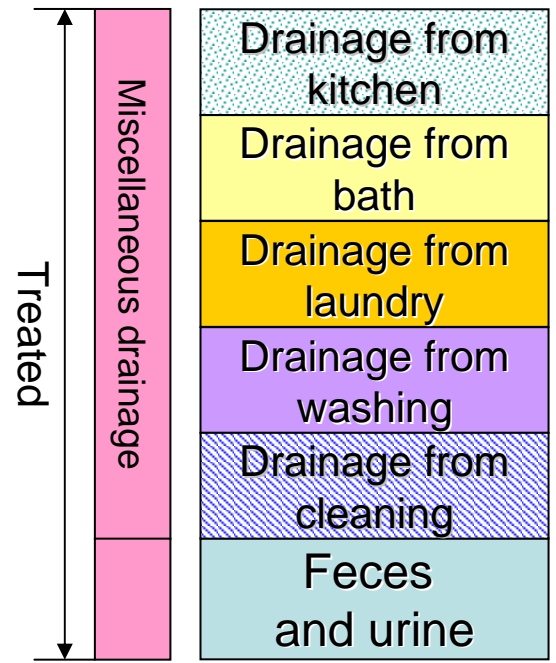 Treated
Miscellaneous drainage
Drainage from
kitchen
Drainage from
bath
Drainage from
laundry
Drainage from
washing
Drainage from
cleaning
Feces
and urine